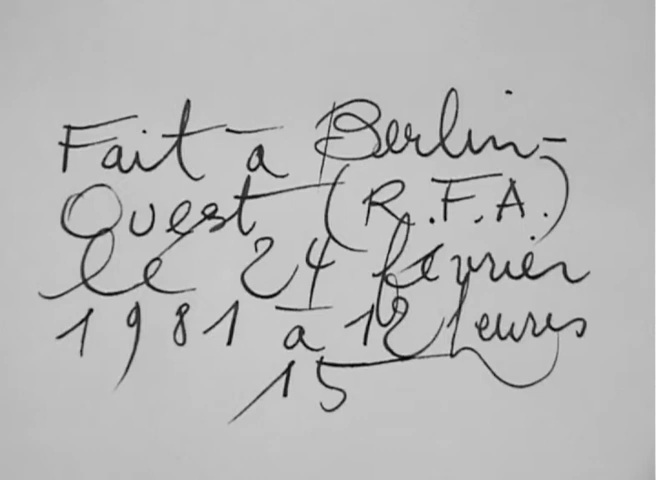 Fait à Berlin-
Ouest (R.F.A.)
le 24 février
1981 à 12 heures
15